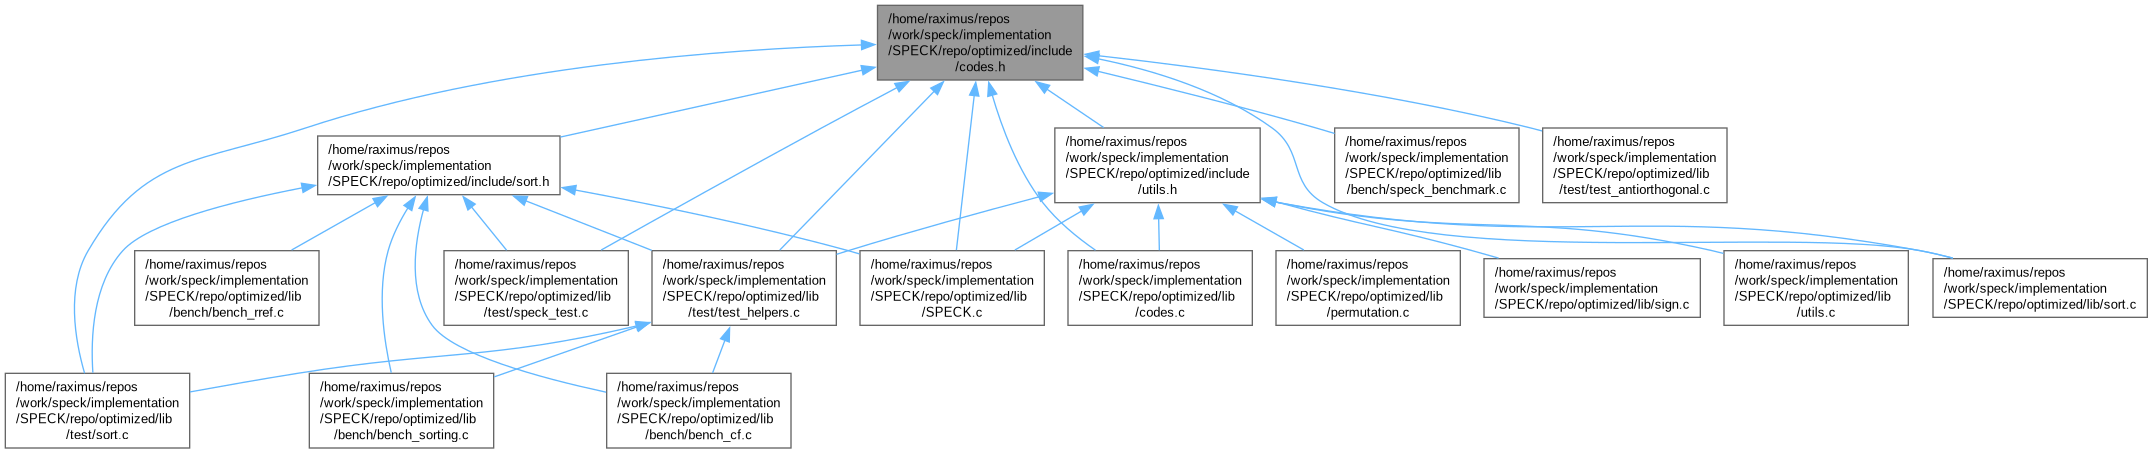 /home/raximus/repos
/work/speck/implementation
/SPECK/repo/optimized/include
/codes.h
/home/raximus/repos
/work/speck/implementation
/SPECK/repo/optimized/include/sort.h
/home/raximus/repos
/work/speck/implementation
/SPECK/repo/optimized/include
/utils.h
/home/raximus/repos
/work/speck/implementation
/SPECK/repo/optimized/lib
/bench/speck_benchmark.c
/home/raximus/repos
/work/speck/implementation
/SPECK/repo/optimized/lib
/test/test_antiorthogonal.c
/home/raximus/repos
/work/speck/implementation
/SPECK/repo/optimized/lib
/bench/bench_rref.c
/home/raximus/repos
/work/speck/implementation
/SPECK/repo/optimized/lib
/test/speck_test.c
/home/raximus/repos
/work/speck/implementation
/SPECK/repo/optimized/lib
/test/test_helpers.c
/home/raximus/repos
/work/speck/implementation
/SPECK/repo/optimized/lib
/SPECK.c
/home/raximus/repos
/work/speck/implementation
/SPECK/repo/optimized/lib
/codes.c
/home/raximus/repos
/work/speck/implementation
/SPECK/repo/optimized/lib
/permutation.c
/home/raximus/repos
/work/speck/implementation
/SPECK/repo/optimized/lib/sign.c
/home/raximus/repos
/work/speck/implementation
/SPECK/repo/optimized/lib
/utils.c
/home/raximus/repos
/work/speck/implementation
/SPECK/repo/optimized/lib/sort.c
/home/raximus/repos
/work/speck/implementation
/SPECK/repo/optimized/lib
/test/sort.c
/home/raximus/repos
/work/speck/implementation
/SPECK/repo/optimized/lib
/bench/bench_sorting.c
/home/raximus/repos
/work/speck/implementation
/SPECK/repo/optimized/lib
/bench/bench_cf.c